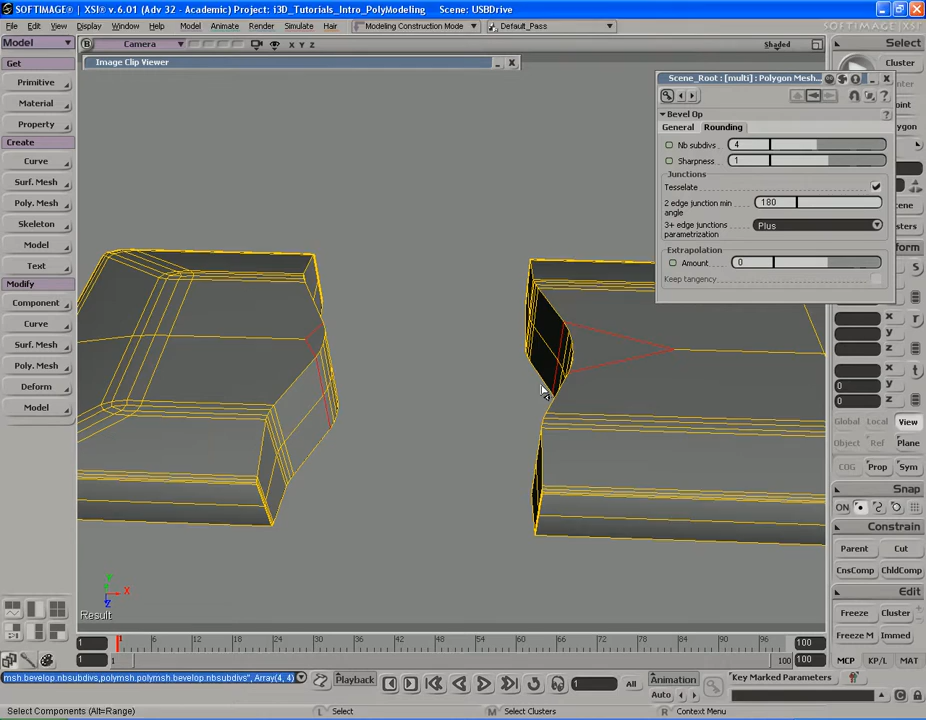 SOFTIMAGE® | XSI® v.6.01 (Adv 32 - Academic) Project: i3D_Tutorials_Intro_PolyModeling    Scene: USBDrive
File Edit View Display Window Help Model Animate Render Simulate Hair Modeling Construction Mode Default_Pass
Model B Camera X Y Z Shaded Select
Get Image Clip Viewer Cluster
Primitive Scene_Root : [multi] : Polygon Mesh...
Material
Property Bevel Op ?
Create General Rounding
Curve Nb subdivs 4
Surf. Mesh Sharpness 1
Poly. Mesh Junctions
Skeleton Tesselate
Model 2 edge junction min angle 180
Text 3+ edge junctions parametrization Plus
Modify Extrapolation
Component Amount 0
Curve Keep tangency
Surf. Mesh x
Poly. Mesh y
Deform z
Model x
0 y
0 z
Global Local View
Object Ref Plane
COG Prop Sym
Snap
ON
Constrain
Parent Cut
CnsComp ChldComp
Edit
Freeze Cluster
Freeze M Immed
Y X Z
Result
1 1 6 12 18 24 30 36 42 48 54 60 66 72 78 84 90 96 100
1 1 100 100 MCP KP/L MAT
msh.bevelop.nbsubdivs,polymsh.polymsh.bevelop.nbsubdivs", Array(4, 4) Playback 1 All Animation Key Marked Parameters
Auto
Select Components (Alt=Range) L Select M Select Clusters R Context Menu